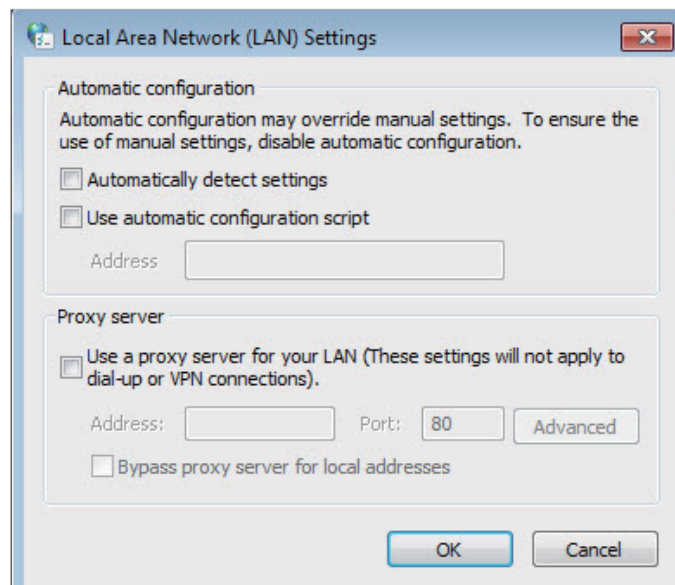 Local Area Network (LAN) Settings
Automatic configuration
Automatic configuration may override manual settings. To ensure the
use of manual settings, disable automatic configuration.
Automatically detect settings
Use automatic configuration script
Address
Proxy server
Use a proxy server for your LAN (These settings will not apply to
dial-up or VPN connections).
Address: Port: 80 Advanced
Bypass proxy server for local addresses
OK Cancel